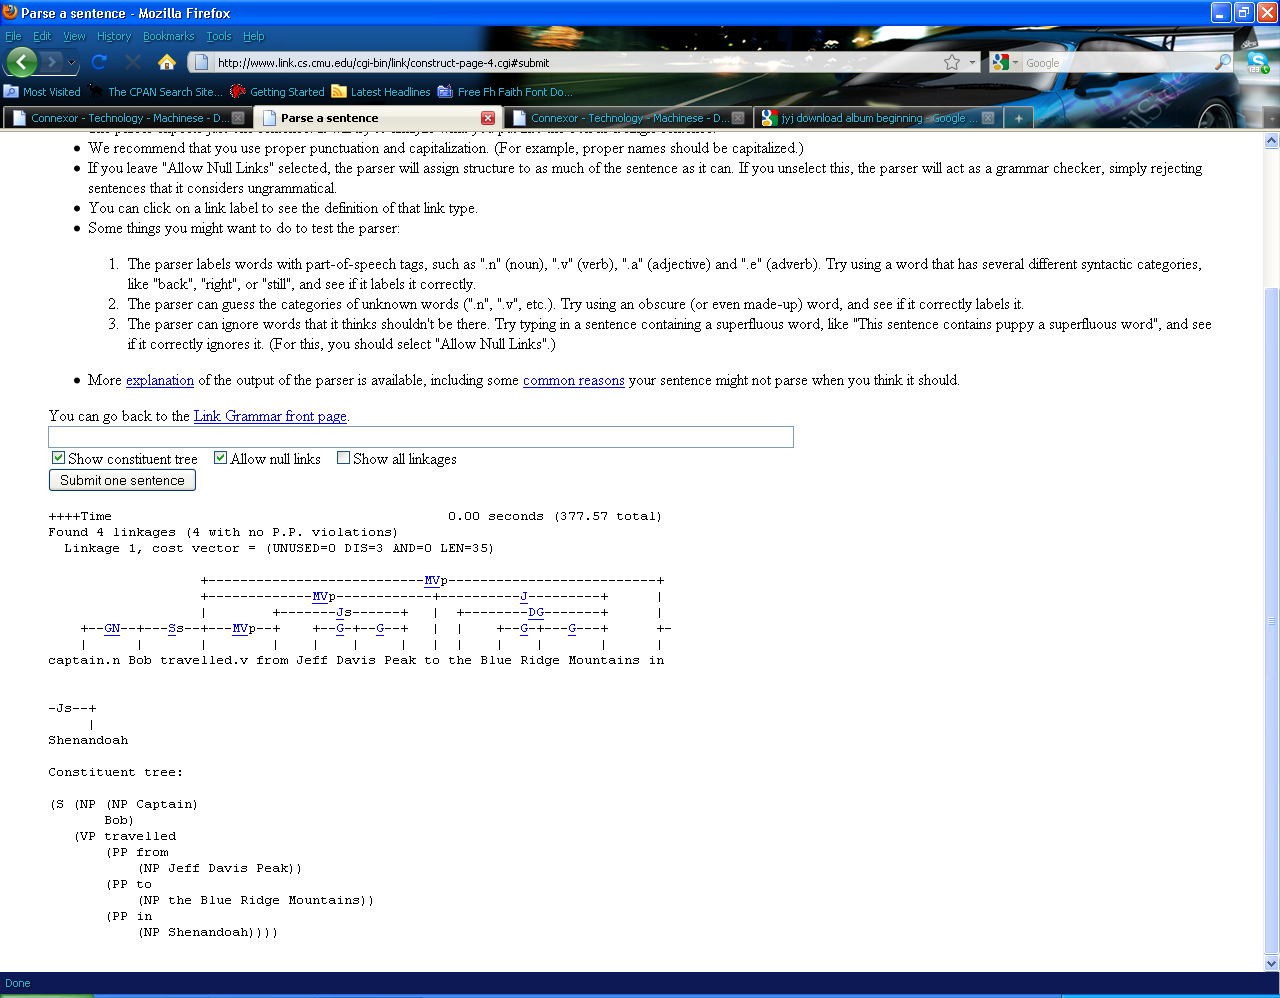 Parse a sentence - Mozilla Firefox
File Edit View History Bookmarks Tools Help
http://www.link.cs.cmu.edu/cgi-bin/link/construct-page-4.cgi#submit
Google
Most Visited The CPAN Search Site... Getting Started Latest Headlines Free Fh Faith Font Do...
Connexor - Technology - Machinese - D... Parse a sentence Connexor - Technology - Machinese - D... jyj download album beginning - Google ...
• We recommend that you use proper punctuation and capitalization. (For example, proper names should be capitalized.)
• If you leave "Allow Null Links" selected, the parser will assign structure to as much of the sentence as it can. If you unselect this, the parser will act as a grammar checker, simply rejecting
sentences that it considers ungrammatical.
• You can click on a link label to see the definition of that link type.
• Some things you might want to do to test the parser:
1. The parser labels words with part-of-speech tags, such as ".n" (noun), ".v" (verb), ".a" (adjective) and ".e" (adverb). Try using a word that has several different syntactic categories,
like "back", "right", or "still", and see if it labels it correctly.
2. The parser can guess the categories of unknown words (".n", ".v", etc.). Try using an obscure (or even made-up) word, and see if it correctly labels it.
3. The parser can ignore words that it thinks shouldn't be there. Try typing in a sentence containing a superfluous word, like "This sentence contains puppy a superfluous word", and see
if it correctly ignores it. (For this, you should select "Allow Null Links".)
• More explanation of the output of the parser is available, including some common reasons your sentence might not parse when you think it should.
You can go back to the Link Grammar front page.
Show constituent tree Allow null links Show all linkages
Submit one sentence
++++Time                                          0.00 seconds (377.57 total)
Found 4 linkages (4 with no P.P. violations)
  Linkage 1, cost vector = (UNUSED=0 DIS=3 AND=0 LEN=35)
                   +---------------------------MVp--------------------------+
                   +-------------MVp------------+----------J---------+      |
                   |        +-------Js------+   |  +--------DG-------+      |
    +--GN--+---Ss--+---MVp--+    +--G--+--G--+   |  |    +--G-+---G---+      +-
    |      |       |        |    |    |     |   |  |    |    |       |      |
captain.n Bob travelled.v from Jeff Davis Peak to the Blue Ridge Mountains in
-Js--+
     |
Shenandoah
Constituent tree:
(S (NP (NP Captain)
       Bob)
   (VP travelled
       (PP from
           (NP Jeff Davis Peak))
       (PP to
           (NP the Blue Ridge Mountains))
       (PP in
           (NP Shenandoah))))
Done